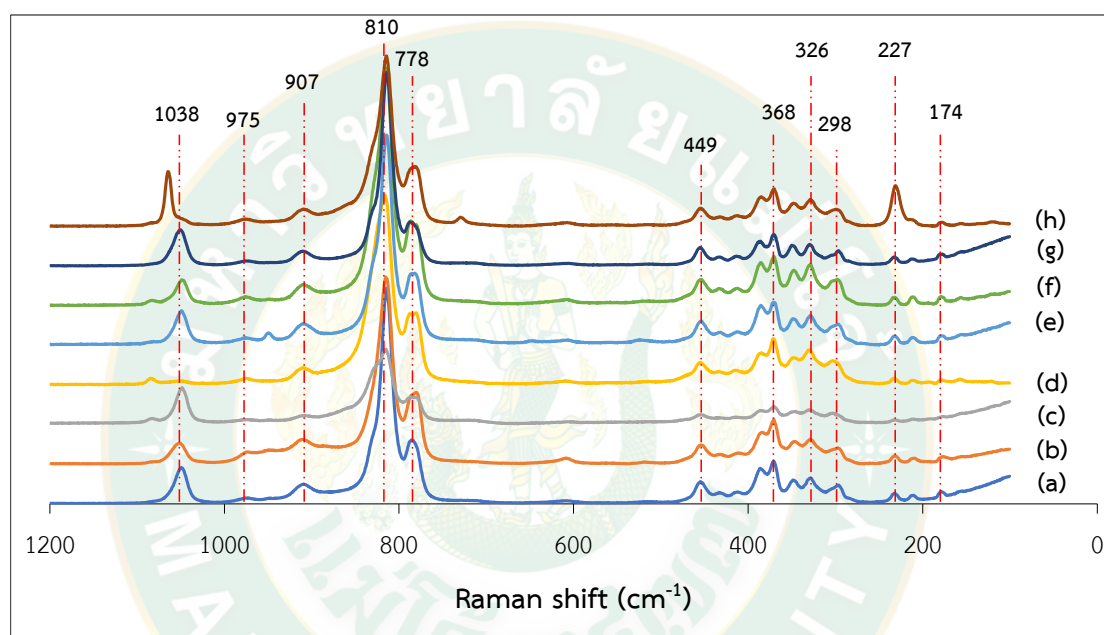 810
326 227
778
907
1038 975 368 298 174
449
(h)
(g)
(f)
(e)
(d)
(c)
(b)
(a)
1200 1000 800 600 400 200 0
Raman shift (cm⁻¹)